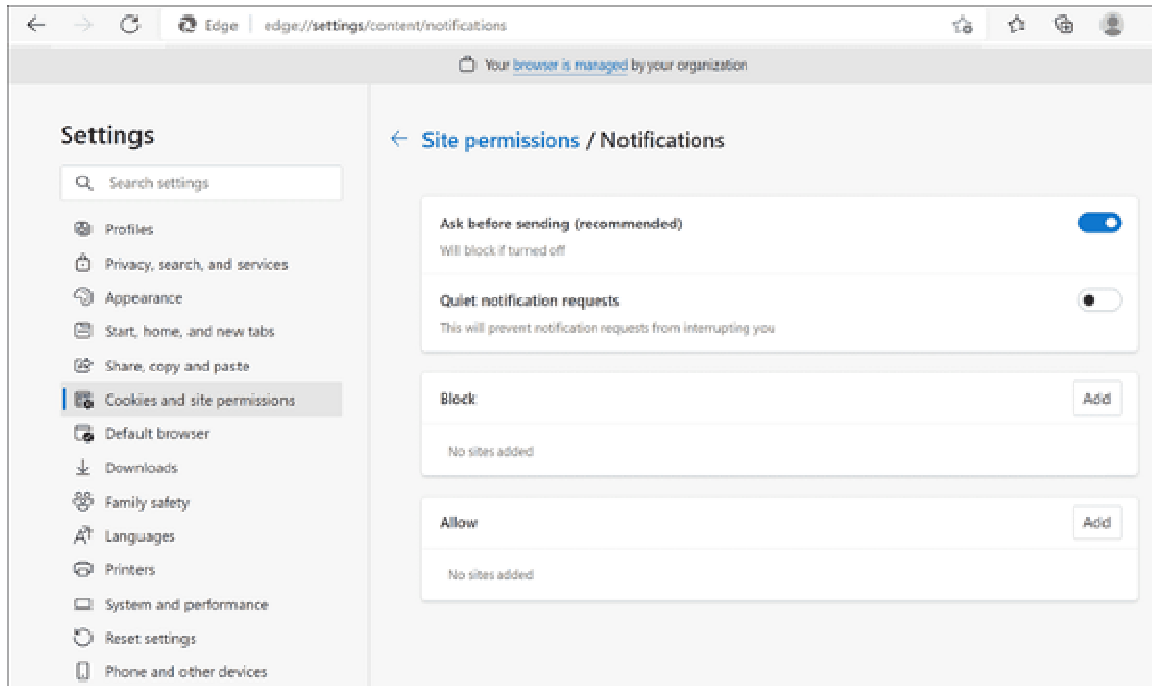 Edge edge://settings/content/notifications
Your browser is managed by your organization
Settings
Search settings
Profiles
Privacy, search, and services
Appearance
Start, home, and new tabs
Share, copy and paste
Cookies and site permissions
Default browser
Downloads
Family safety
Languages
Printers
System and performance
Reset settings
Phone and other devices
Site permissions / Notifications
Ask before sending (recommended)
Will block if turned off
Quiet notification requests
This will prevent notification requests from interrupting you
Block
Add
No sites added
Allow
Add
No sites added